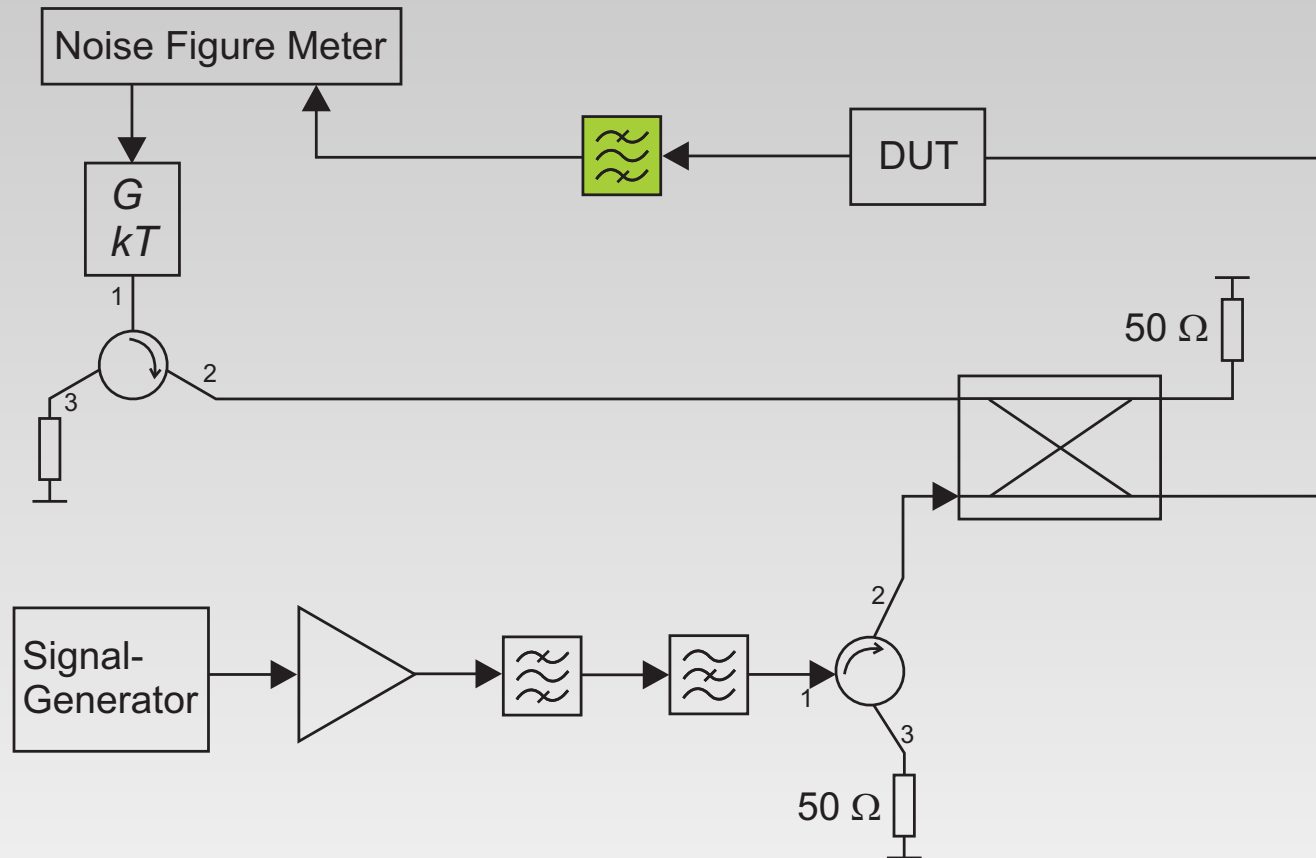 Noise Figure Meter
DUT
G
kT
1
2
3
50 Ω
Signal-
Generator
1
2
3
50 Ω